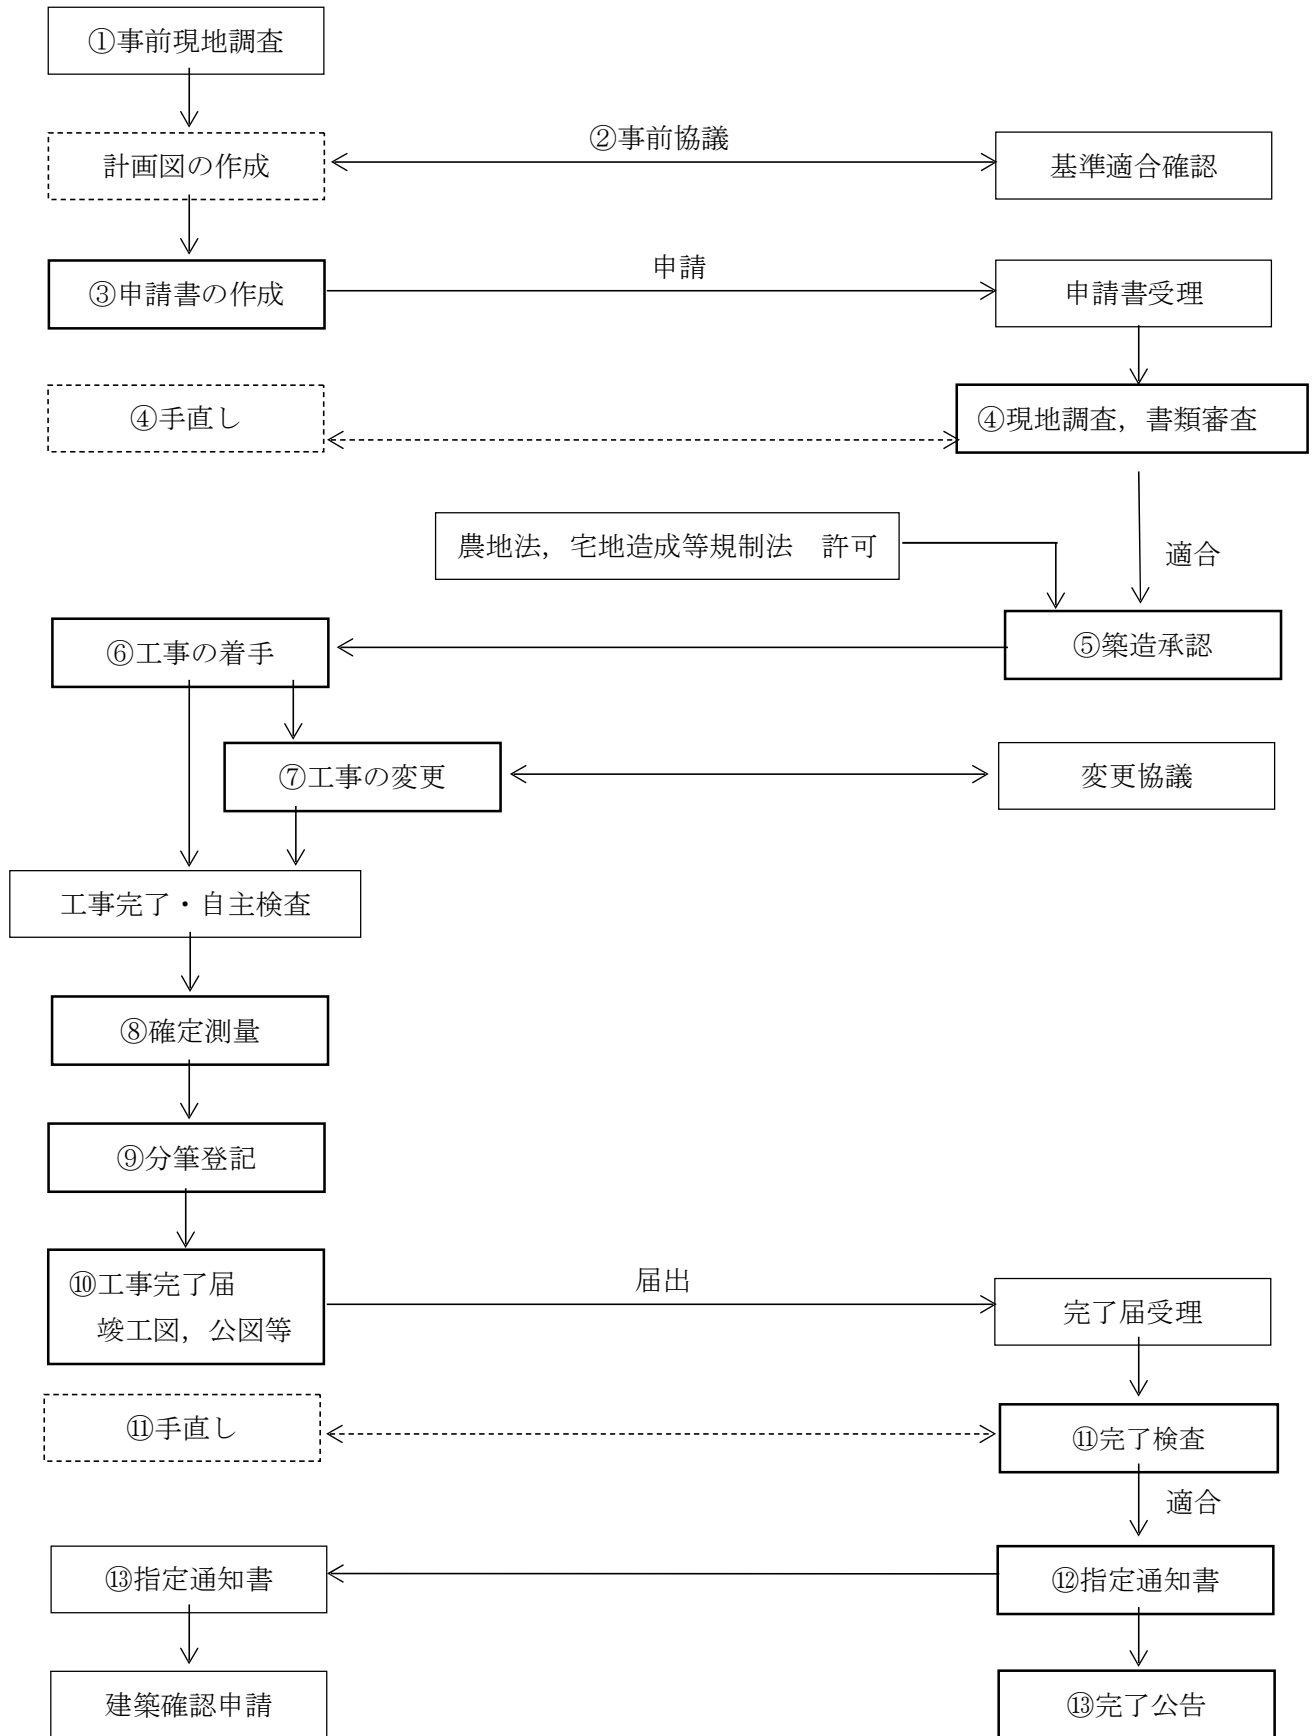 ①事前現地調査
②事前協議
計画図の作成
基準適合確認
申請
③申請書の作成
申請書受理
④手直し
④現地調査，書類審査
農地法，宅地造成等規制法　許可
適合
⑥工事の着手
⑤築造承認
⑦工事の変更
変更協議
工事完了・自主検査
⑧確定測量
⑨分筆登記
⑩工事完了届
竣工図，公図等
届出
完了届受理
⑪手直し
⑪完了検査
適合
⑬指定通知書
⑫指定通知書
建築確認申請
⑬完了公告